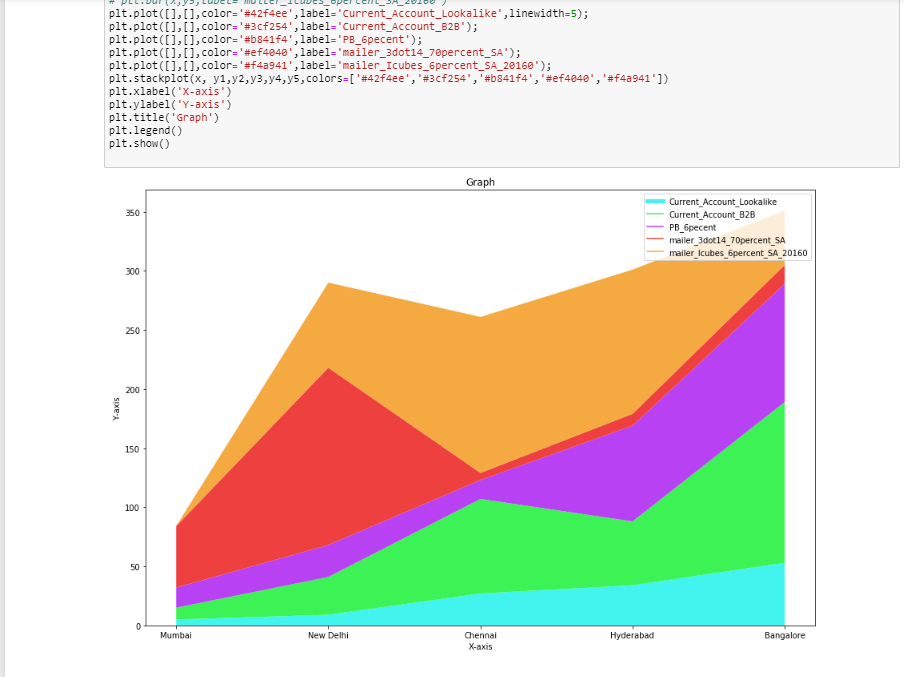 # plt.bar(x,y5,label='mailer_Icubes_6percent_SA_20160')
plt.plot([],[],color='#42f4ee',label='Current_Account_Lookalike',linewidth=5);
plt.plot([],[],color='#3cf254',label='Current_Account_B2B');
plt.plot([],[],color='#b841f4',label='PB_6pecent');
plt.plot([],[],color='#ef4040',label='mailer_3dot14_70percent_SA');
plt.plot([],[],color='#f4a941',label='mailer_Icubes_6percent_SA_20160');
plt.stackplot(x, y1,y2,y3,y4,y5,colors=['#42f4ee','#3cf254','#b841f4','#ef4040','#f4a941'])
plt.xlabel('X-axis')
plt.ylabel('Y-axis')
plt.title('Graph')
plt.legend()
plt.show()
Graph
Current_Account_Lookalike
Current_Account_B2B
PB_6pecent
mailer_3dot14_70percent_SA
mailer_Icubes_6percent_SA_20160
350
300
250
200
150
100
50
0
Y-axis
Mumbai New Delhi Chennai Hyderabad Bangalore
X-axis